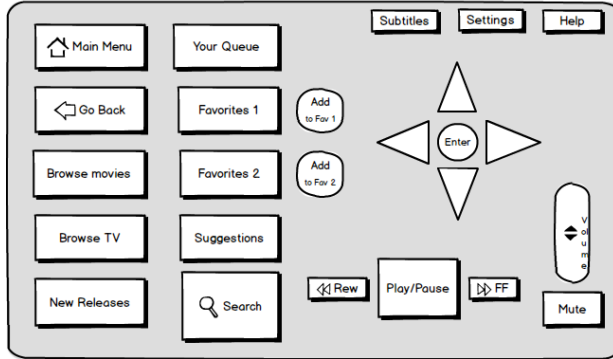 Subtitles
Settings
Help
Main Menu
Your Queue
Go Back
Favorites 1
Add
to Fav 1
Enter
Browse movies
Favorites 2
Add
to Fav 2
Browse TV
Suggestions
Volume
New Releases
Search
Rew
Play/Pause
FF
Mute